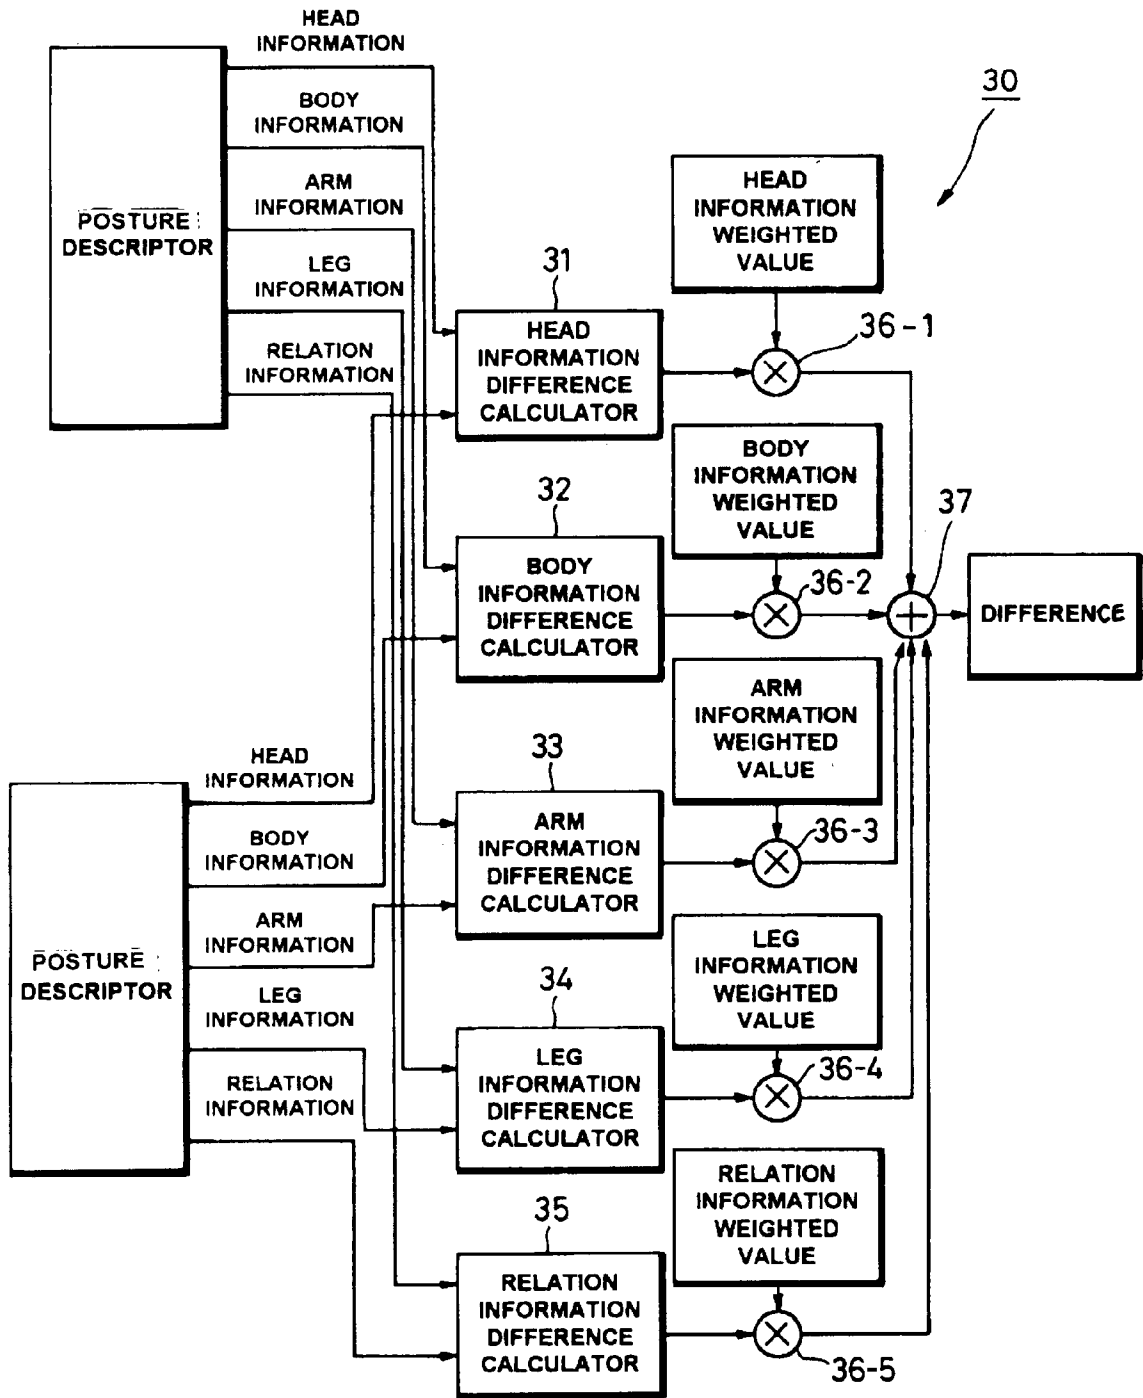 HEAD
INFORMATION
BODY
INFORMATION
ARM
INFORMATION
LEG
INFORMATION
RELATION
INFORMATION
POSTURE
DESCRIPTOR
30
HEAD
INFORMATION
WEIGHTED
VALUE
31
HEAD
INFORMATION
DIFFERENCE
CALCULATOR
36-1
BODY
INFORMATION
WEIGHTED
VALUE
32
BODY
INFORMATION
DIFFERENCE
CALCULATOR
36-2
37
DIFFERENCE
ARM
INFORMATION
WEIGHTED
VALUE
HEAD
INFORMATION
BODY
INFORMATION
ARM
INFORMATION
LEG
INFORMATION
RELATION
INFORMATION
POSTURE
DESCRIPTOR
33
ARM
INFORMATION
DIFFERENCE
CALCULATOR
36-3
LEG
INFORMATION
WEIGHTED
VALUE
34
LEG
INFORMATION
DIFFERENCE
CALCULATOR
36-4
RELATION
INFORMATION
WEIGHTED
VALUE
35
RELATION
INFORMATION
DIFFERENCE
CALCULATOR
36-5